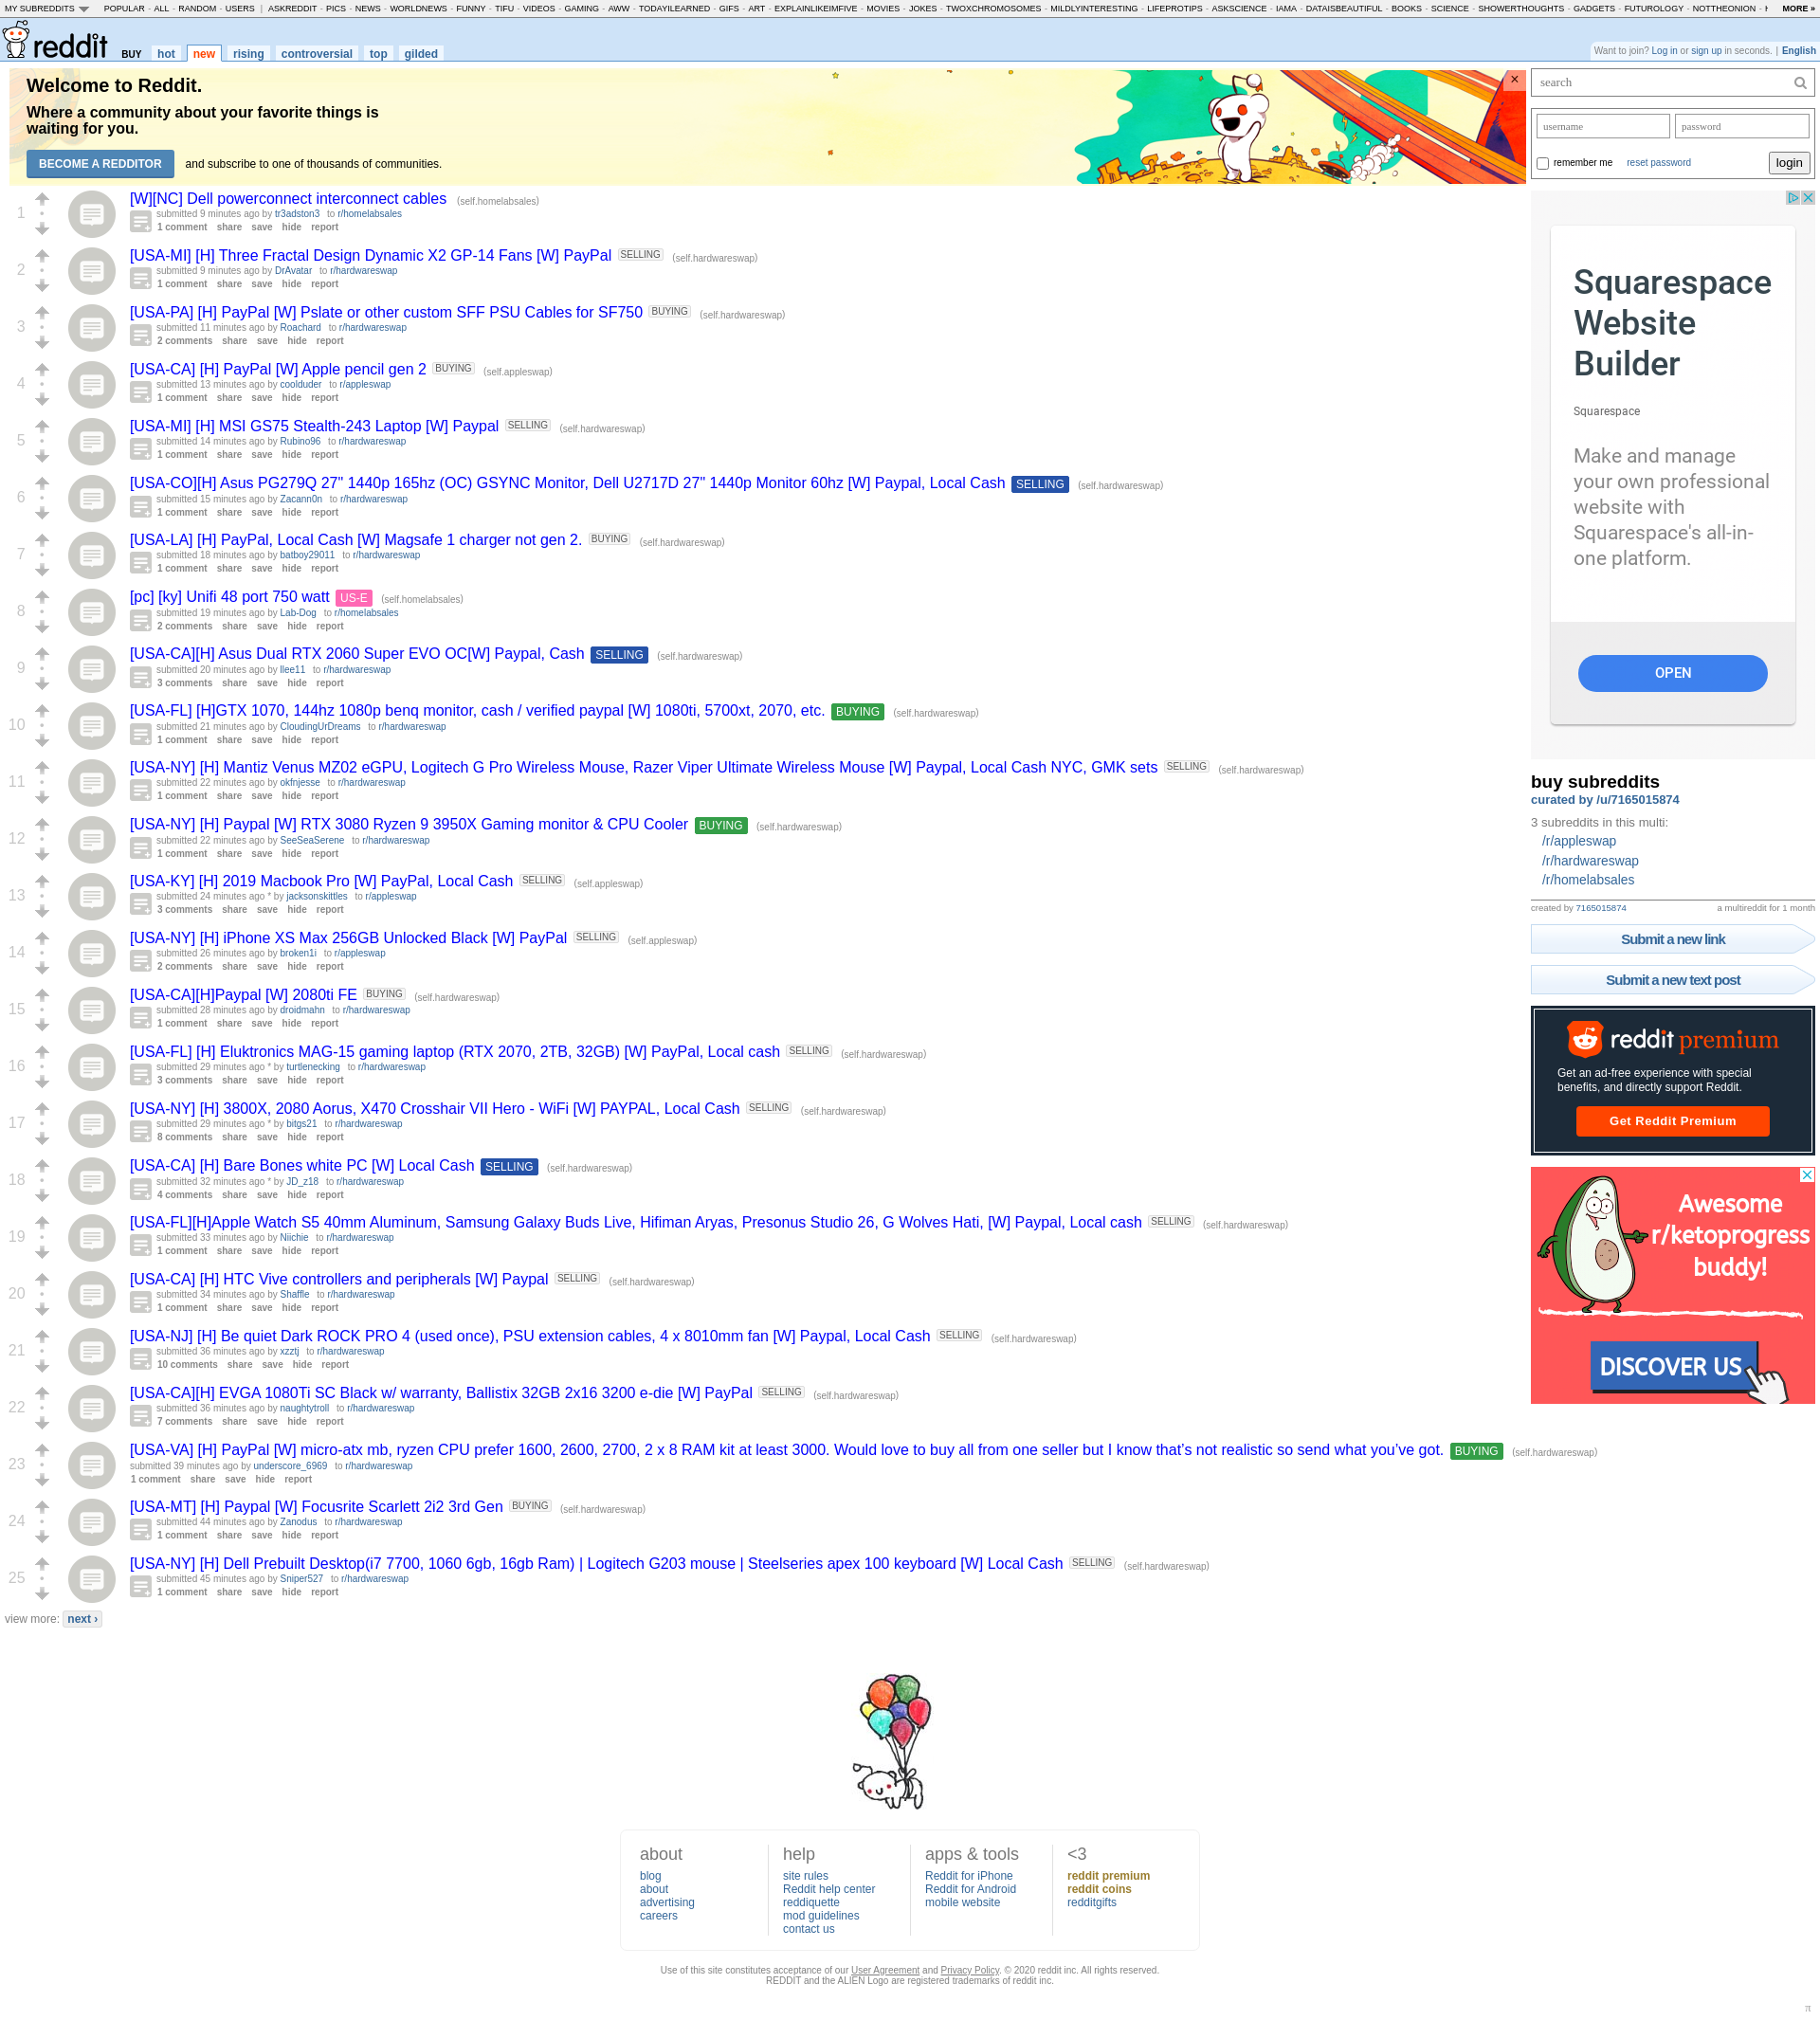 MY SUBREDDITS POPULAR - ALL - RANDOM - USERS | ASKREDDIT - PICS - NEWS - WORLDNEWS - FUNNY - TIFU - VIDEOS - GAMING - AWW - TODAYILEARNED - GIFS - ART - EXPLAINLIKEIMFIVE - MOVIES - JOKES - TWOXCHROMOSOMES - MILDLYINTERESTING - LIFEPROTIPS - ASKSCIENCE - IAMA - DATAISBEAUTIFUL - BOOKS - SCIENCE - SHOWERTHOUGHTS - GADGETS - FUTUROLOGY - NOTTHEONION - MORE »
reddit BUY hot new rising controversial top gilded
Want to join? Log in or sign up in seconds. | English
Welcome to Reddit.
Where a community about your favorite things is
waiting for you.
BECOME A REDDITOR and subscribe to one of thousands of communities.
×
1
[W][NC] Dell powerconnect interconnect cables (self.homelabsales)
submitted 9 minutes ago by tr3adston3 to r/homelabsales
1 comment share save hide report
2
[USA-MI] [H] Three Fractal Design Dynamic X2 GP-14 Fans [W] PayPal SELLING (self.hardwareswap)
submitted 9 minutes ago by DrAvatar to r/hardwareswap
1 comment share save hide report
3
[USA-PA] [H] PayPal [W] Pslate or other custom SFF PSU Cables for SF750 BUYING (self.hardwareswap)
submitted 11 minutes ago by Roachard to r/hardwareswap
2 comments share save hide report
4
[USA-CA] [H] PayPal [W] Apple pencil gen 2 BUYING (self.appleswap)
submitted 13 minutes ago by coolduder to r/appleswap
1 comment share save hide report
5
[USA-MI] [H] MSI GS75 Stealth-243 Laptop [W] Paypal SELLING (self.hardwareswap)
submitted 14 minutes ago by Rubino96 to r/hardwareswap
1 comment share save hide report
6
[USA-CO][H] Asus PG279Q 27" 1440p 165hz (OC) GSYNC Monitor, Dell U2717D 27" 1440p Monitor 60hz [W] Paypal, Local Cash SELLING (self.hardwareswap)
submitted 15 minutes ago by Zacann0n to r/hardwareswap
1 comment share save hide report
7
[USA-LA] [H] PayPal, Local Cash [W] Magsafe 1 charger not gen 2. BUYING (self.hardwareswap)
submitted 18 minutes ago by batboy29011 to r/hardwareswap
1 comment share save hide report
8
[pc] [ky] Unifi 48 port 750 watt US-E (self.homelabsales)
submitted 19 minutes ago by Lab-Dog to r/homelabsales
2 comments share save hide report
9
[USA-CA][H] Asus Dual RTX 2060 Super EVO OC[W] Paypal, Cash SELLING (self.hardwareswap)
submitted 20 minutes ago by llee11 to r/hardwareswap
3 comments share save hide report
10
[USA-FL] [H]GTX 1070, 144hz 1080p benq monitor, cash / verified paypal [W] 1080ti, 5700xt, 2070, etc. BUYING (self.hardwareswap)
submitted 21 minutes ago by CloudingUrDreams to r/hardwareswap
1 comment share save hide report
11
[USA-NY] [H] Mantiz Venus MZ02 eGPU, Logitech G Pro Wireless Mouse, Razer Viper Ultimate Wireless Mouse [W] Paypal, Local Cash NYC, GMK sets SELLING (self.hardwareswap)
submitted 22 minutes ago by okfnjesse to r/hardwareswap
1 comment share save hide report
12
[USA-NY] [H] Paypal [W] RTX 3080 Ryzen 9 3950X Gaming monitor & CPU Cooler BUYING (self.hardwareswap)
submitted 22 minutes ago by SeeSeaSerene to r/hardwareswap
1 comment share save hide report
13
[USA-KY] [H] 2019 Macbook Pro [W] PayPal, Local Cash SELLING (self.appleswap)
submitted 24 minutes ago * by jacksonskittles to r/appleswap
3 comments share save hide report
14
[USA-NY] [H] iPhone XS Max 256GB Unlocked Black [W] PayPal SELLING (self.appleswap)
submitted 26 minutes ago by broken1i to r/appleswap
2 comments share save hide report
15
[USA-CA][H]Paypal [W] 2080ti FE BUYING (self.hardwareswap)
submitted 28 minutes ago by droidmahn to r/hardwareswap
1 comment share save hide report
16
[USA-FL] [H] Eluktronics MAG-15 gaming laptop (RTX 2070, 2TB, 32GB) [W] PayPal, Local cash SELLING (self.hardwareswap)
submitted 29 minutes ago * by turtlenecking to r/hardwareswap
3 comments share save hide report
17
[USA-NY] [H] 3800X, 2080 Aorus, X470 Crosshair VII Hero - WiFi [W] PAYPAL, Local Cash SELLING (self.hardwareswap)
submitted 29 minutes ago * by bitgs21 to r/hardwareswap
8 comments share save hide report
18
[USA-CA] [H] Bare Bones white PC [W] Local Cash SELLING (self.hardwareswap)
submitted 32 minutes ago * by JD_z18 to r/hardwareswap
4 comments share save hide report
19
[USA-FL][H]Apple Watch S5 40mm Aluminum, Samsung Galaxy Buds Live, Hifiman Aryas, Presonus Studio 26, G Wolves Hati, [W] Paypal, Local cash SELLING (self.hardwareswap)
submitted 33 minutes ago by Niichie to r/hardwareswap
1 comment share save hide report
20
[USA-CA] [H] HTC Vive controllers and peripherals [W] Paypal SELLING (self.hardwareswap)
submitted 34 minutes ago by Shaffle to r/hardwareswap
1 comment share save hide report
21
[USA-NJ] [H] Be quiet Dark ROCK PRO 4 (used once), PSU extension cables, 4 x 8010mm fan [W] Paypal, Local Cash SELLING (self.hardwareswap)
submitted 36 minutes ago by xzztj to r/hardwareswap
10 comments share save hide report
22
[USA-CA][H] EVGA 1080Ti SC Black w/ warranty, Ballistix 32GB 2x16 3200 e-die [W] PayPal SELLING (self.hardwareswap)
submitted 36 minutes ago by naughtytroll to r/hardwareswap
7 comments share save hide report
23
[USA-VA] [H] PayPal [W] micro-atx mb, ryzen CPU prefer 1600, 2600, 2700, 2 x 8 RAM kit at least 3000. Would love to buy all from one seller but I know that’s not realistic so send what you’ve got. BUYING (self.hardwareswap)
submitted 39 minutes ago by underscore_6969 to r/hardwareswap
1 comment share save hide report
24
[USA-MT] [H] Paypal [W] Focusrite Scarlett 2i2 3rd Gen BUYING (self.hardwareswap)
submitted 44 minutes ago by Zanodus to r/hardwareswap
1 comment share save hide report
25
[USA-NY] [H] Dell Prebuilt Desktop(i7 7700, 1060 6gb, 16gb Ram) | Logitech G203 mouse | Steelseries apex 100 keyboard [W] Local Cash SELLING (self.hardwareswap)
submitted 45 minutes ago by Sniper527 to r/hardwareswap
1 comment share save hide report
view more: next ›
search
username password
remember me reset password login
Squarespace
Website
Builder
Squarespace
Make and manage
your own professional
website with
Squarespace's all-in-
one platform.
OPEN
buy subreddits
curated by /u/7165015874
3 subreddits in this multi:
/r/appleswap
/r/hardwareswap
/r/homelabsales
created by 7165015874 a multireddit for 1 month
Submit a new link
Submit a new text post
reddit premium
Get an ad-free experience with special
benefits, and directly support Reddit.
Get Reddit Premium
Awesome
r/ketoprogress
buddy!
DISCOVER US
about
blog
about
advertising
careers
help
site rules
Reddit help center
reddiquette
mod guidelines
contact us
apps & tools
Reddit for iPhone
Reddit for Android
mobile website
<3
reddit premium
reddit coins
redditgifts
Use of this site constitutes acceptance of our User Agreement and Privacy Policy. © 2020 reddit inc. All rights reserved.
REDDIT and the ALIEN Logo are registered trademarks of reddit inc.
π